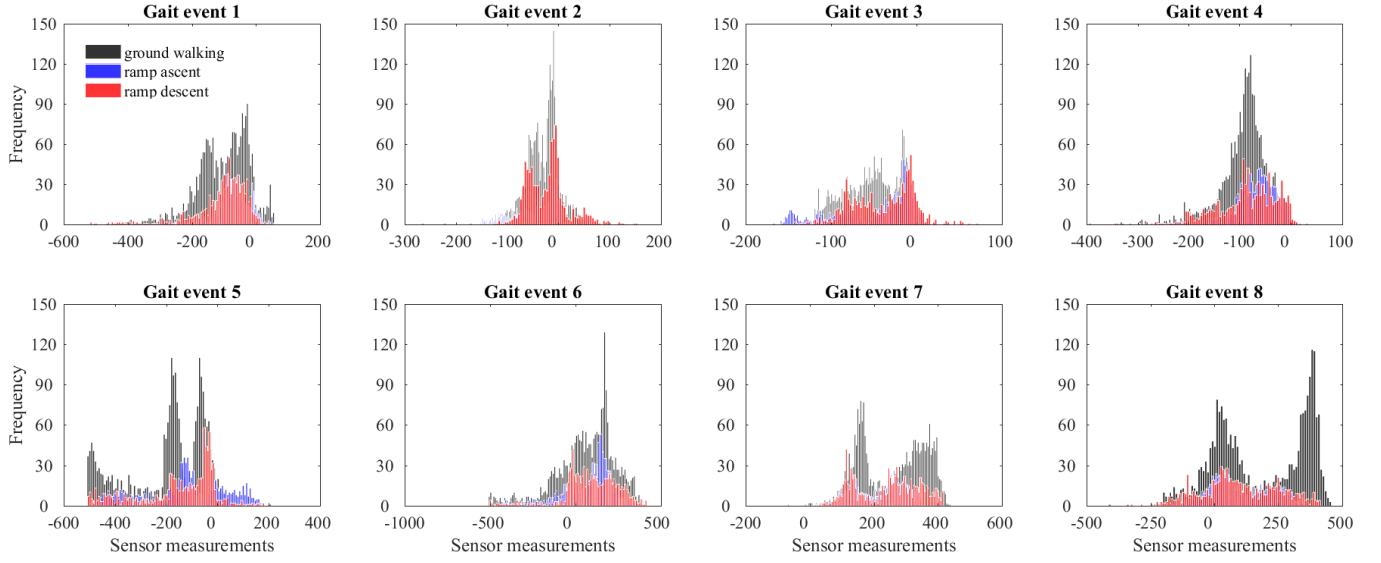 Gait event 1
Gait event 2
Gait event 3
Gait event 4
150
120
90
60
30
0
Frequency
ground walking
ramp ascent
ramp descent
-600 -400 -200 0 200
150
120
90
60
30
0
-300 -200 -100 0 100 200
150
120
90
60
30
0
-200 -100 0 100
150
120
90
60
30
0
-400 -300 -200 -100 0 100
Gait event 5
Gait event 6
Gait event 7
Gait event 8
150
120
90
60
30
0
Frequency
-600 -400 -200 0 200 400
Sensor measurements
150
120
90
60
30
0
-1000 -500 0 500
Sensor measurements
150
120
90
60
30
0
-200 0 200 400 600
Sensor measurements
150
120
90
60
30
0
-500 -250 0 250 500
Sensor measurements